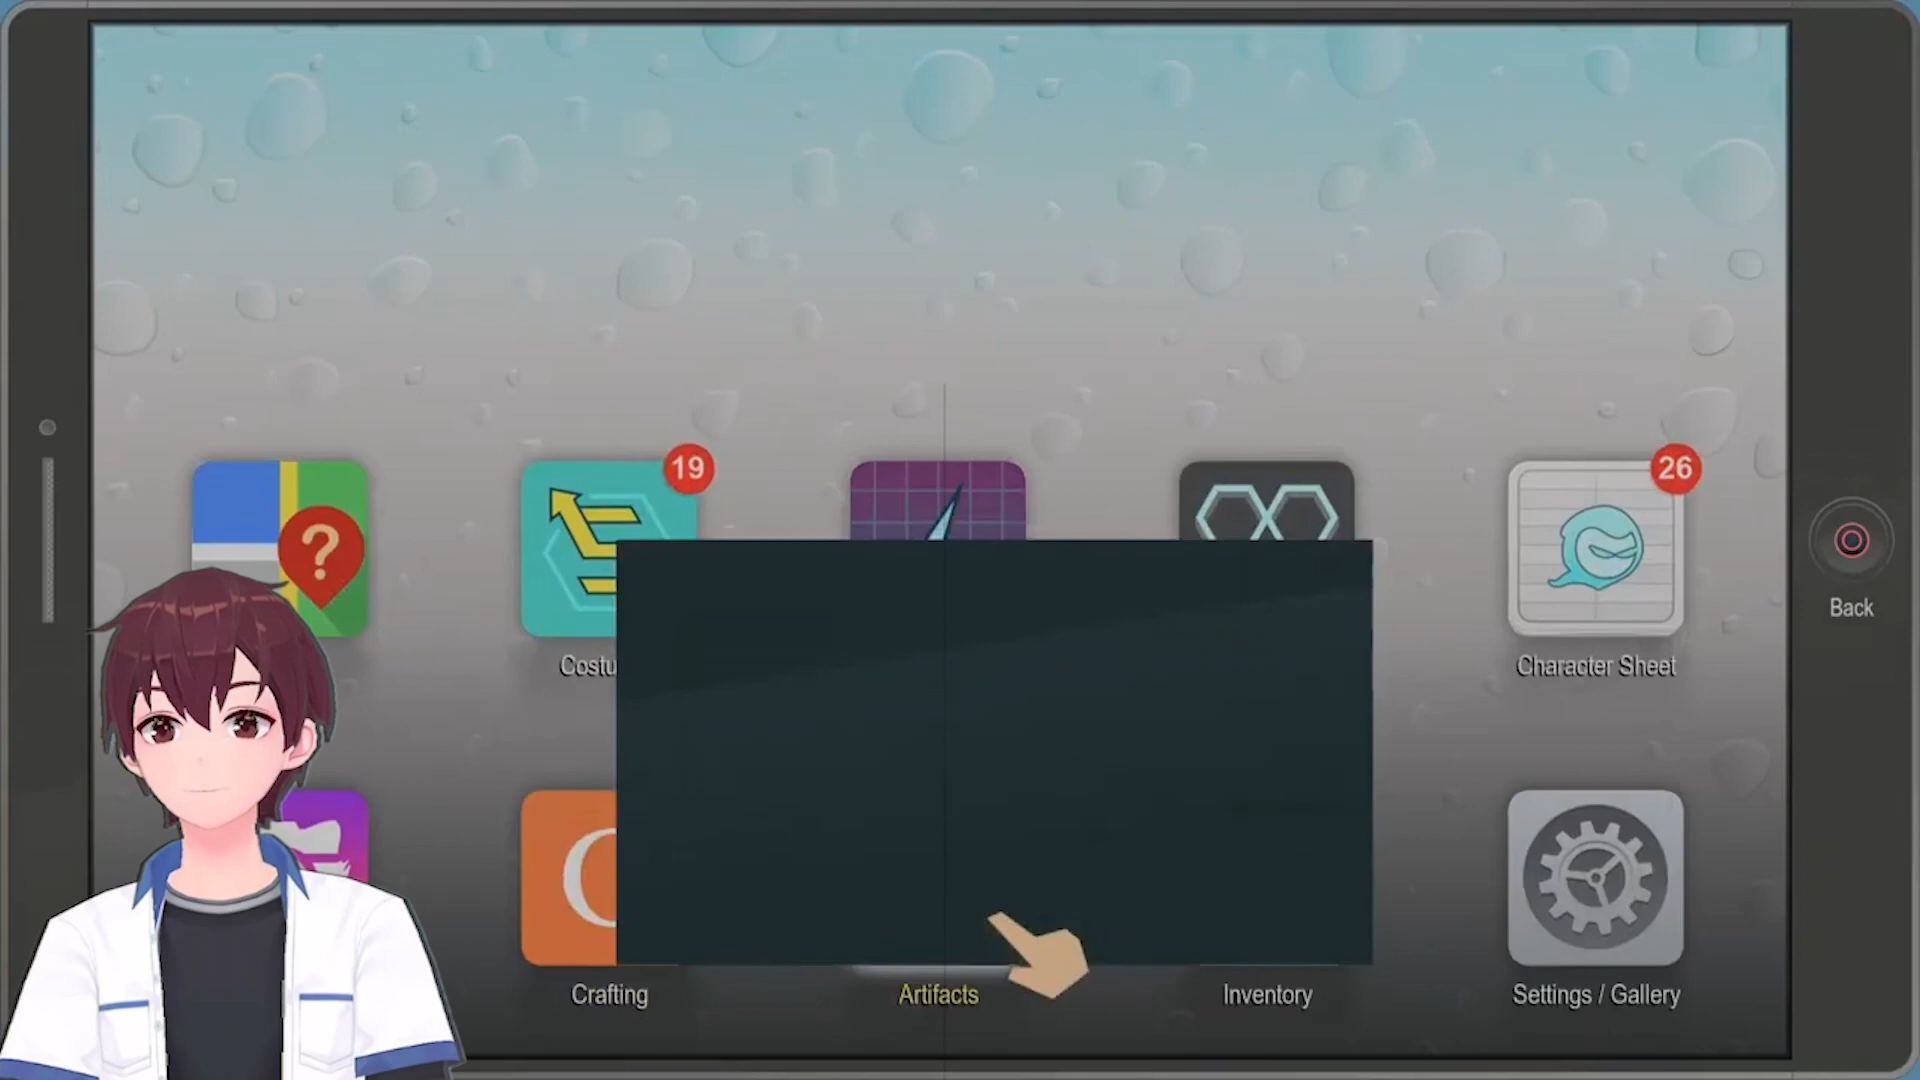 19
26
?
Costu
Character Sheet
Back
Crafting
Artifacts
Inventory
Settings / Gallery